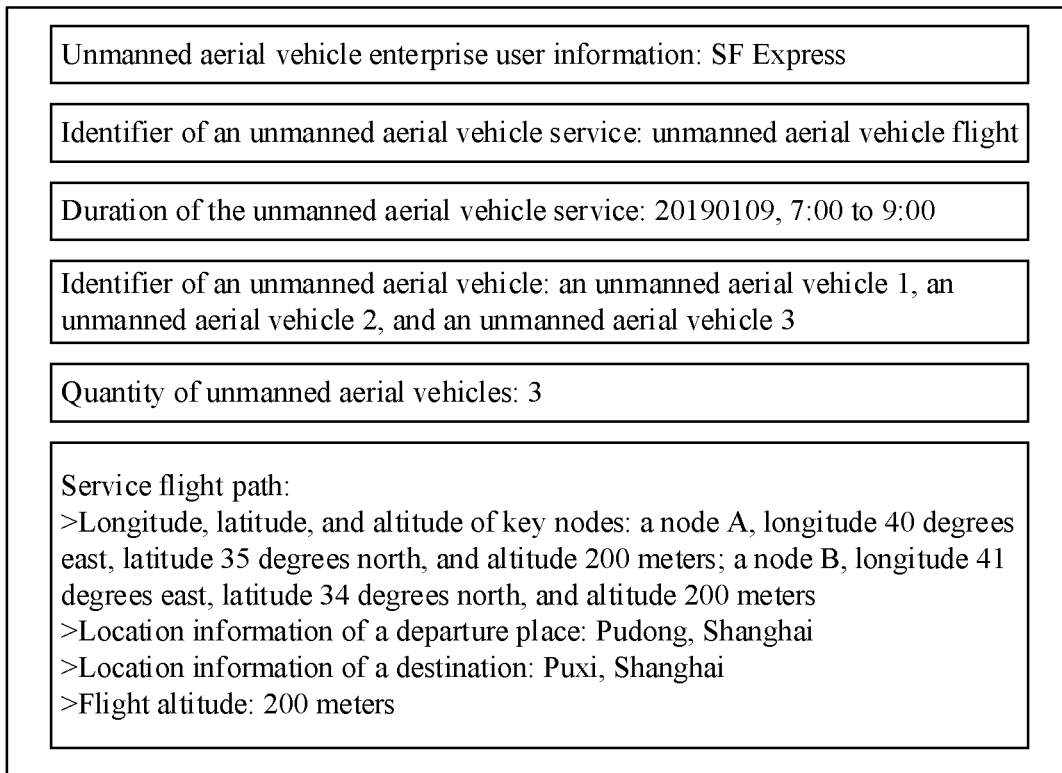 Unmanned aerial vehicle enterprise user information: SF Express
Identifier of an unmanned aerial vehicle service: unmanned aerial vehicle flight
Duration of the unmanned aerial vehicle service: 20190109, 7:00 to 9:00
Identifier of an unmanned aerial vehicle: an unmanned aerial vehicle 1, an
unmanned aerial vehicle 2, and an unmanned aerial vehicle 3
Quantity of unmanned aerial vehicles: 3
Service flight path:
>Longitude, latitude, and altitude of key nodes: a node A, longitude 40 degrees
east, latitude 35 degrees north, and altitude 200 meters; a node B, longitude 41
degrees east, latitude 34 degrees north, and altitude 200 meters
>Location information of a departure place: Pudong, Shanghai
>Location information of a destination: Puxi, Shanghai
>Flight altitude: 200 meters